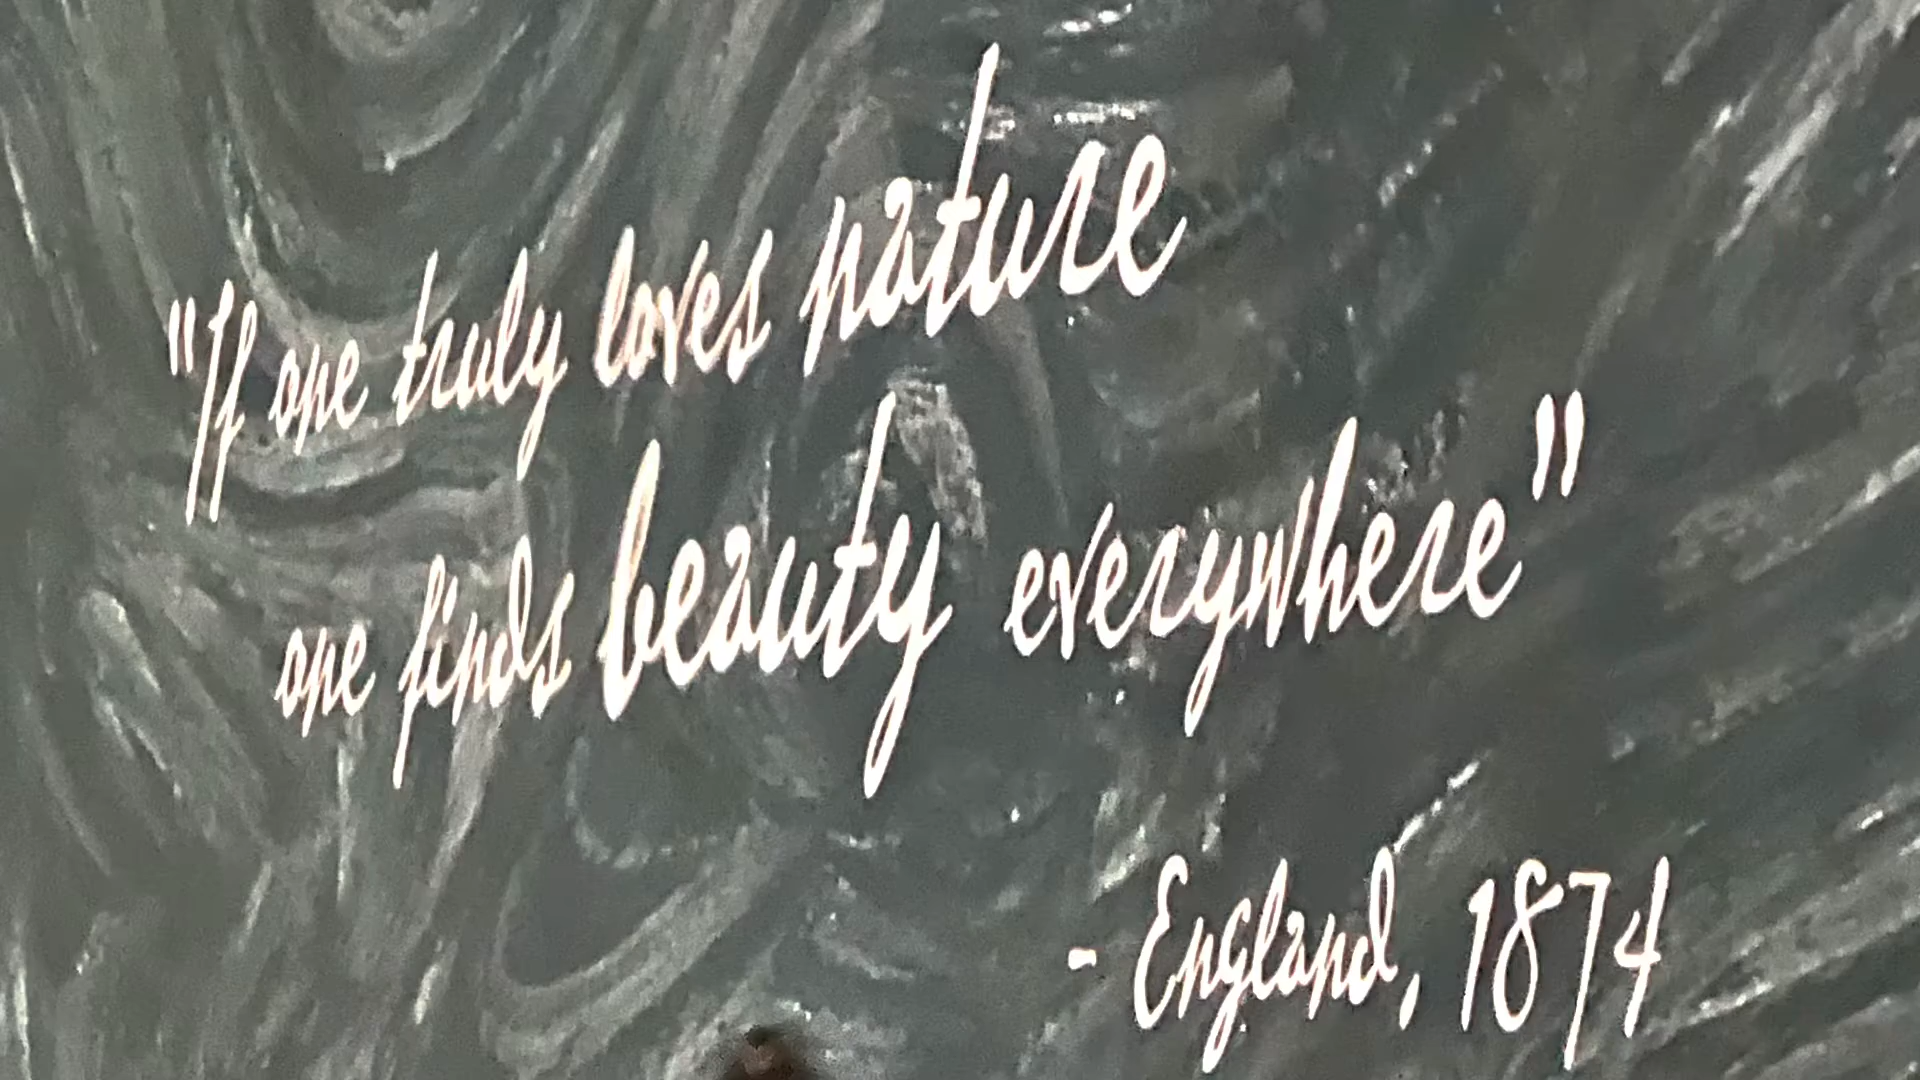 "If one truly loves nature
one finds beauty everywhere"
- England, 1874